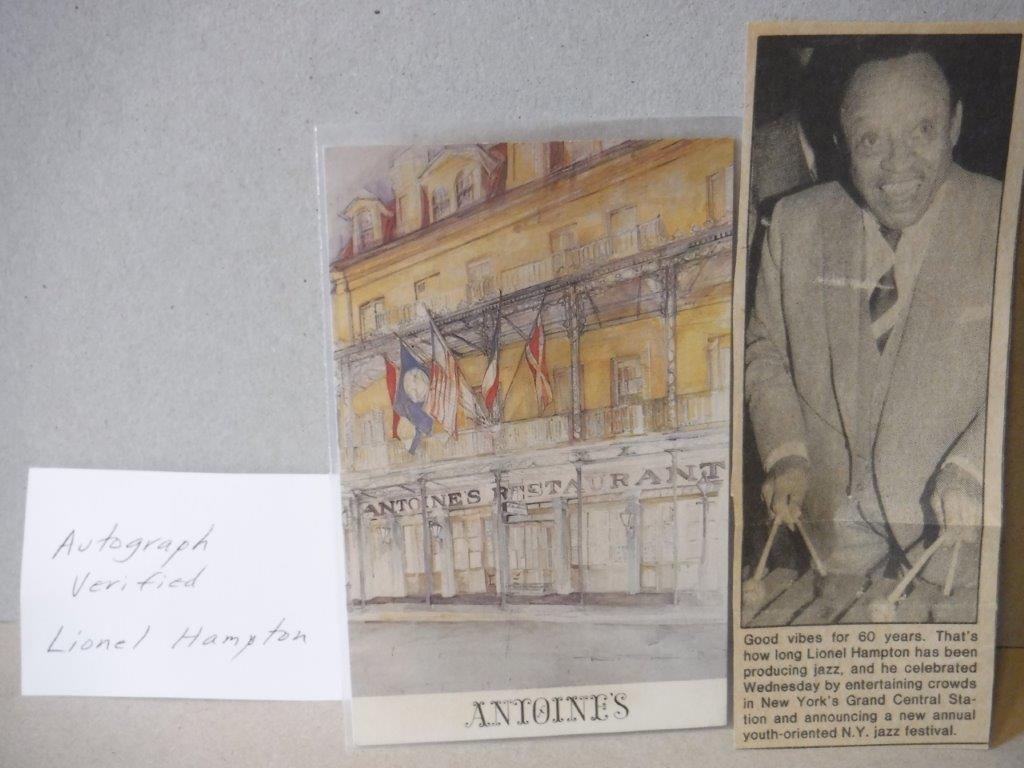 Autograph
Verified
Lionel Hampton
ANTOINE'S RESTAURANT
ANTOINE'S
Good vibes for 60 years. That's
how long Lionel Hampton has been
producing jazz, and he celebrated
Wednesday by entertaining crowds
in New York's Grand Central Sta-
tion and announcing a new annual
youth-oriented N.Y. jazz festival.